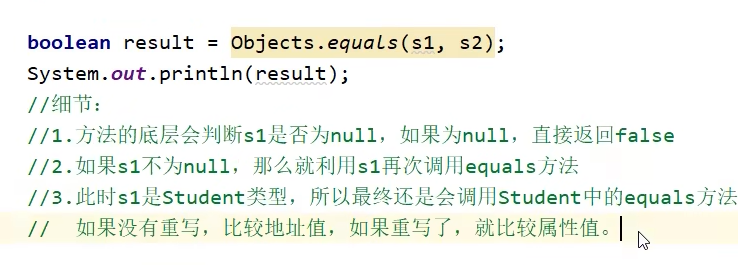 boolean result = Objects.equals(s1, s2);
System.out.println(result);
//细节:
//1.方法的底层会判断s1是否为null，如果为null，直接返回false
//2.如果s1不为null，那么就利用s1再次调用equals方法
//3.此时s1是Student类型，所以最终还是会调用Student中的equals方法
// 如果没有重写，比较地址值，如果重写了，就比较属性值。